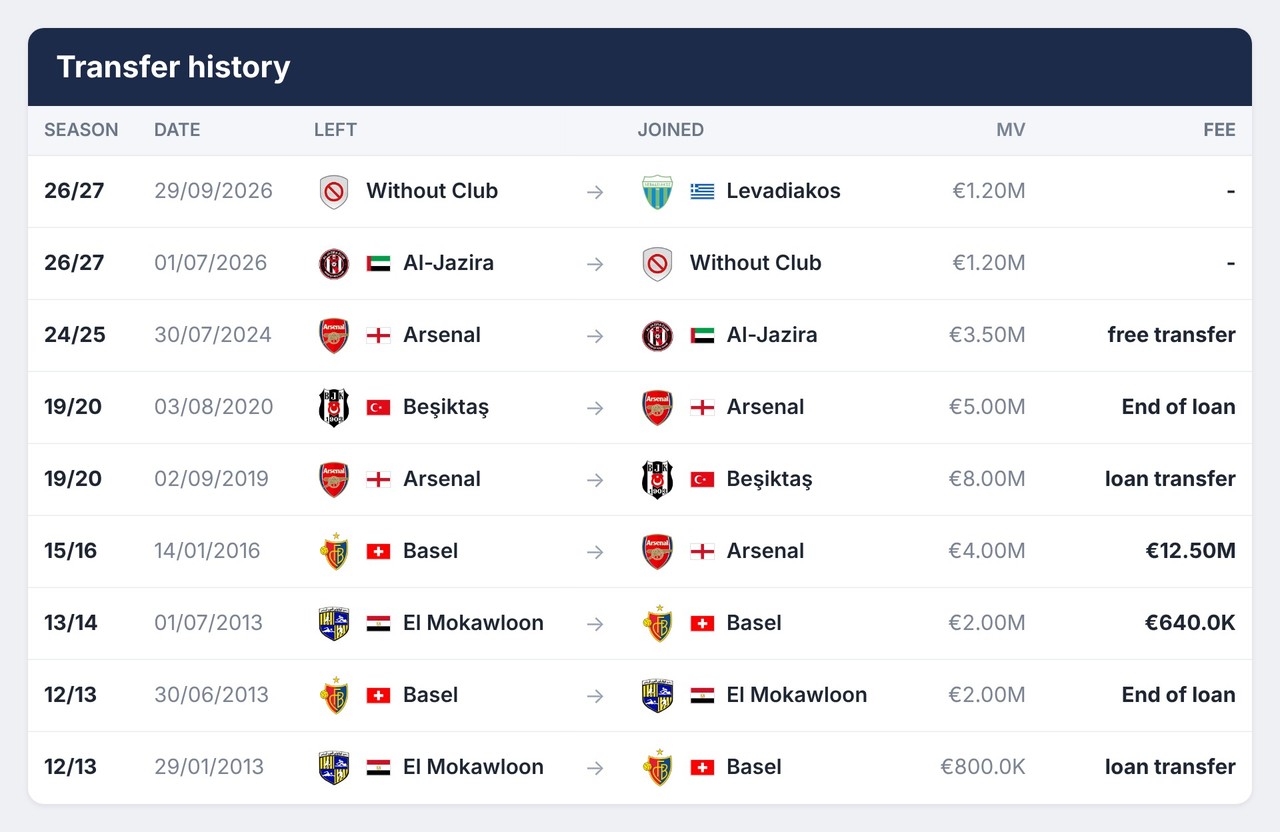 Transfer history
SEASON DATE LEFT JOINED MV FEE
26/27 29/09/2026 Without Club → Levadiakos €1.20M -
26/27 01/07/2026 Al-Jazira → Without Club €1.20M -
24/25 30/07/2024 Arsenal → Al-Jazira €3.50M free transfer
19/20 03/08/2020 Beşiktaş → Arsenal €5.00M End of loan
19/20 02/09/2019 Arsenal → Beşiktaş €8.00M loan transfer
15/16 14/01/2016 Basel → Arsenal €4.00M €12.50M
13/14 01/07/2013 El Mokawloon → Basel €2.00M €640.0K
12/13 30/06/2013 Basel → El Mokawloon €2.00M End of loan
12/13 29/01/2013 El Mokawloon → Basel €800.0K loan transfer